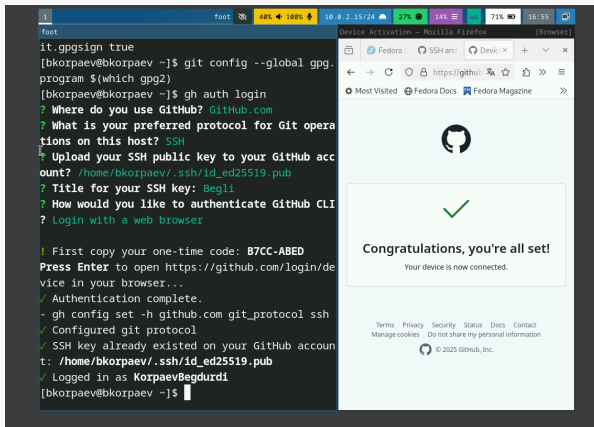 1
foot
40%
100%
10.0.2.15/24
27%
14%
us
71%
16:55
foot
Device Activation — Mozilla Firefox
[Browser]
it.gpgsign true
[bkorpaev@bkorpaev ~]$ git config --global gpg.
program $(which gpg2)
[bkorpaev@bkorpaev ~]$ gh auth login
? Where do you use GitHub? GitHub.com
? What is your preferred protocol for Git opera
tions on this host? SSH
? Upload your SSH public key to your GitHub acc
ount? /home/bkorpaev/.ssh/id_ed25519.pub
? Title for your SSH key: Begli
? How would you like to authenticate GitHub CLI
? Login with a web browser
! First copy your one-time code: B7CC-ABED
Press Enter to open https://github.com/login/de
vice in your browser...
✓ Authentication complete.
- gh config set -h github.com git_protocol ssh
✓ Configured git protocol
✓ SSH key already existed on your GitHub accoun
t: /home/bkorpaev/.ssh/id_ed25519.pub
✓ Logged in as KorpaevBegdurdi
[bkorpaev@bkorpaev ~]$
Fedora
SSH and
Devic
https://github
Most Visited
Fedora Docs
Fedora Magazine
Congratulations, you're all set!
Your device is now connected.
Terms Privacy Security Status Docs Contact
Manage cookies Do not share my personal information
© 2025 GitHub, Inc.